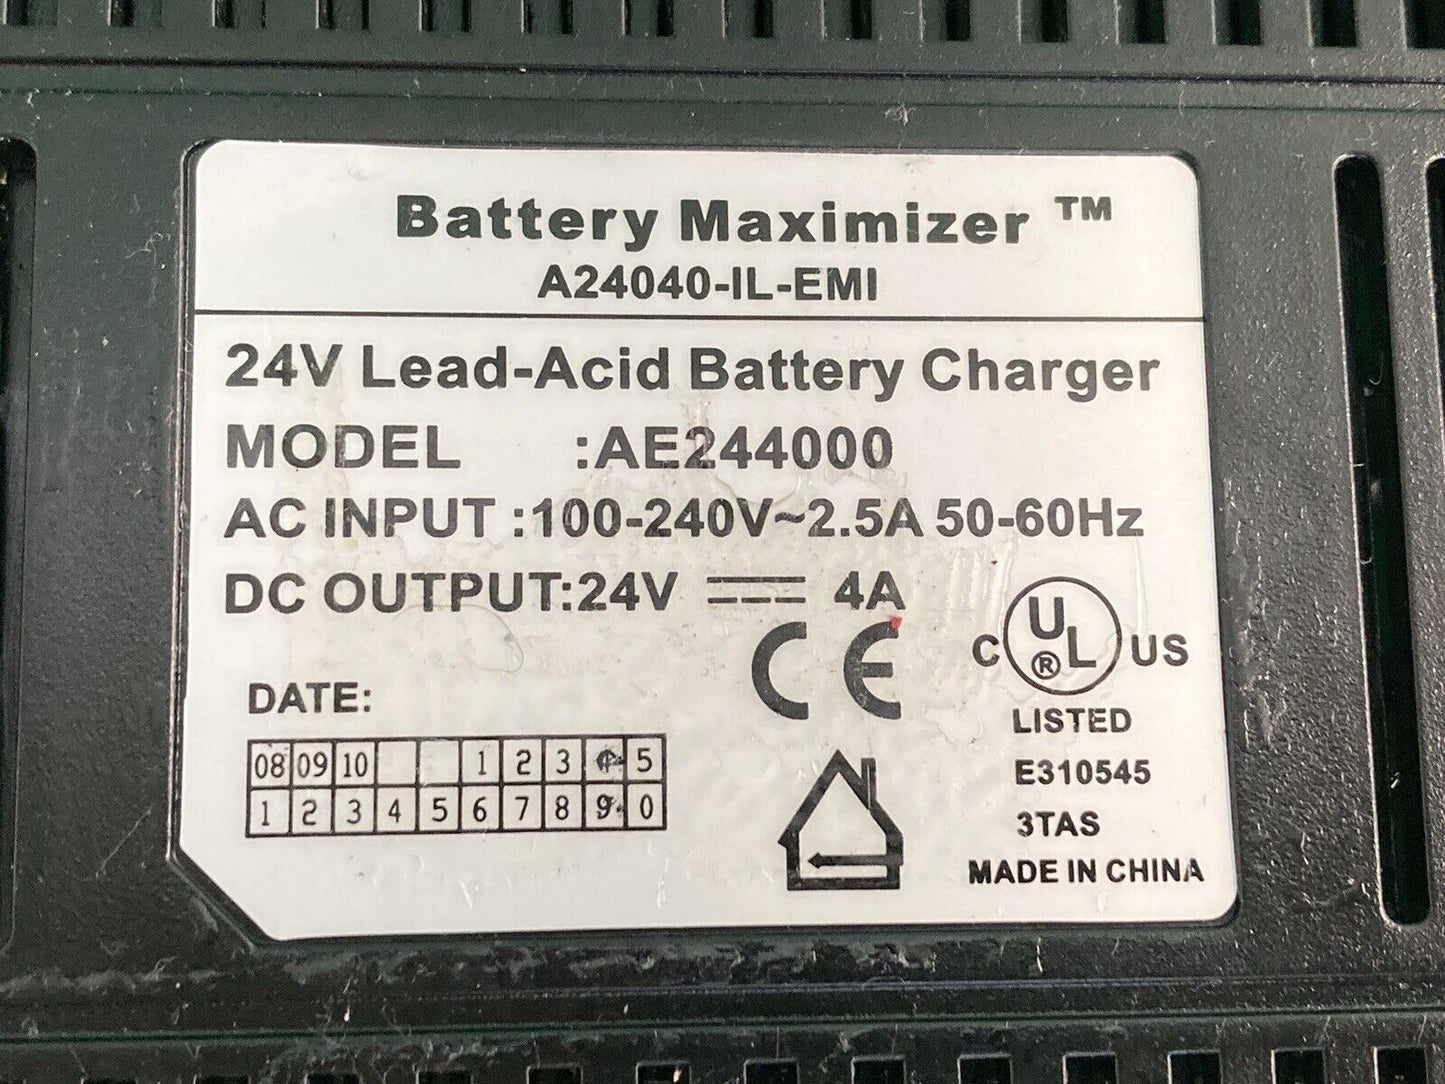 Battery Maximizer ™
A24040-IL-EMI
24V Lead-Acid Battery Charger
MODEL :AE244000
AC INPUT :100-240V~2.5A 50-60Hz
DC OUTPUT:24V ⎓ 4A
CE
C UL ® US
LISTED
E310545
3TAS
MADE IN CHINA
DATE:
08 09 10 1 2 3 5
1 2 3 4 5 6 7 8 9 0